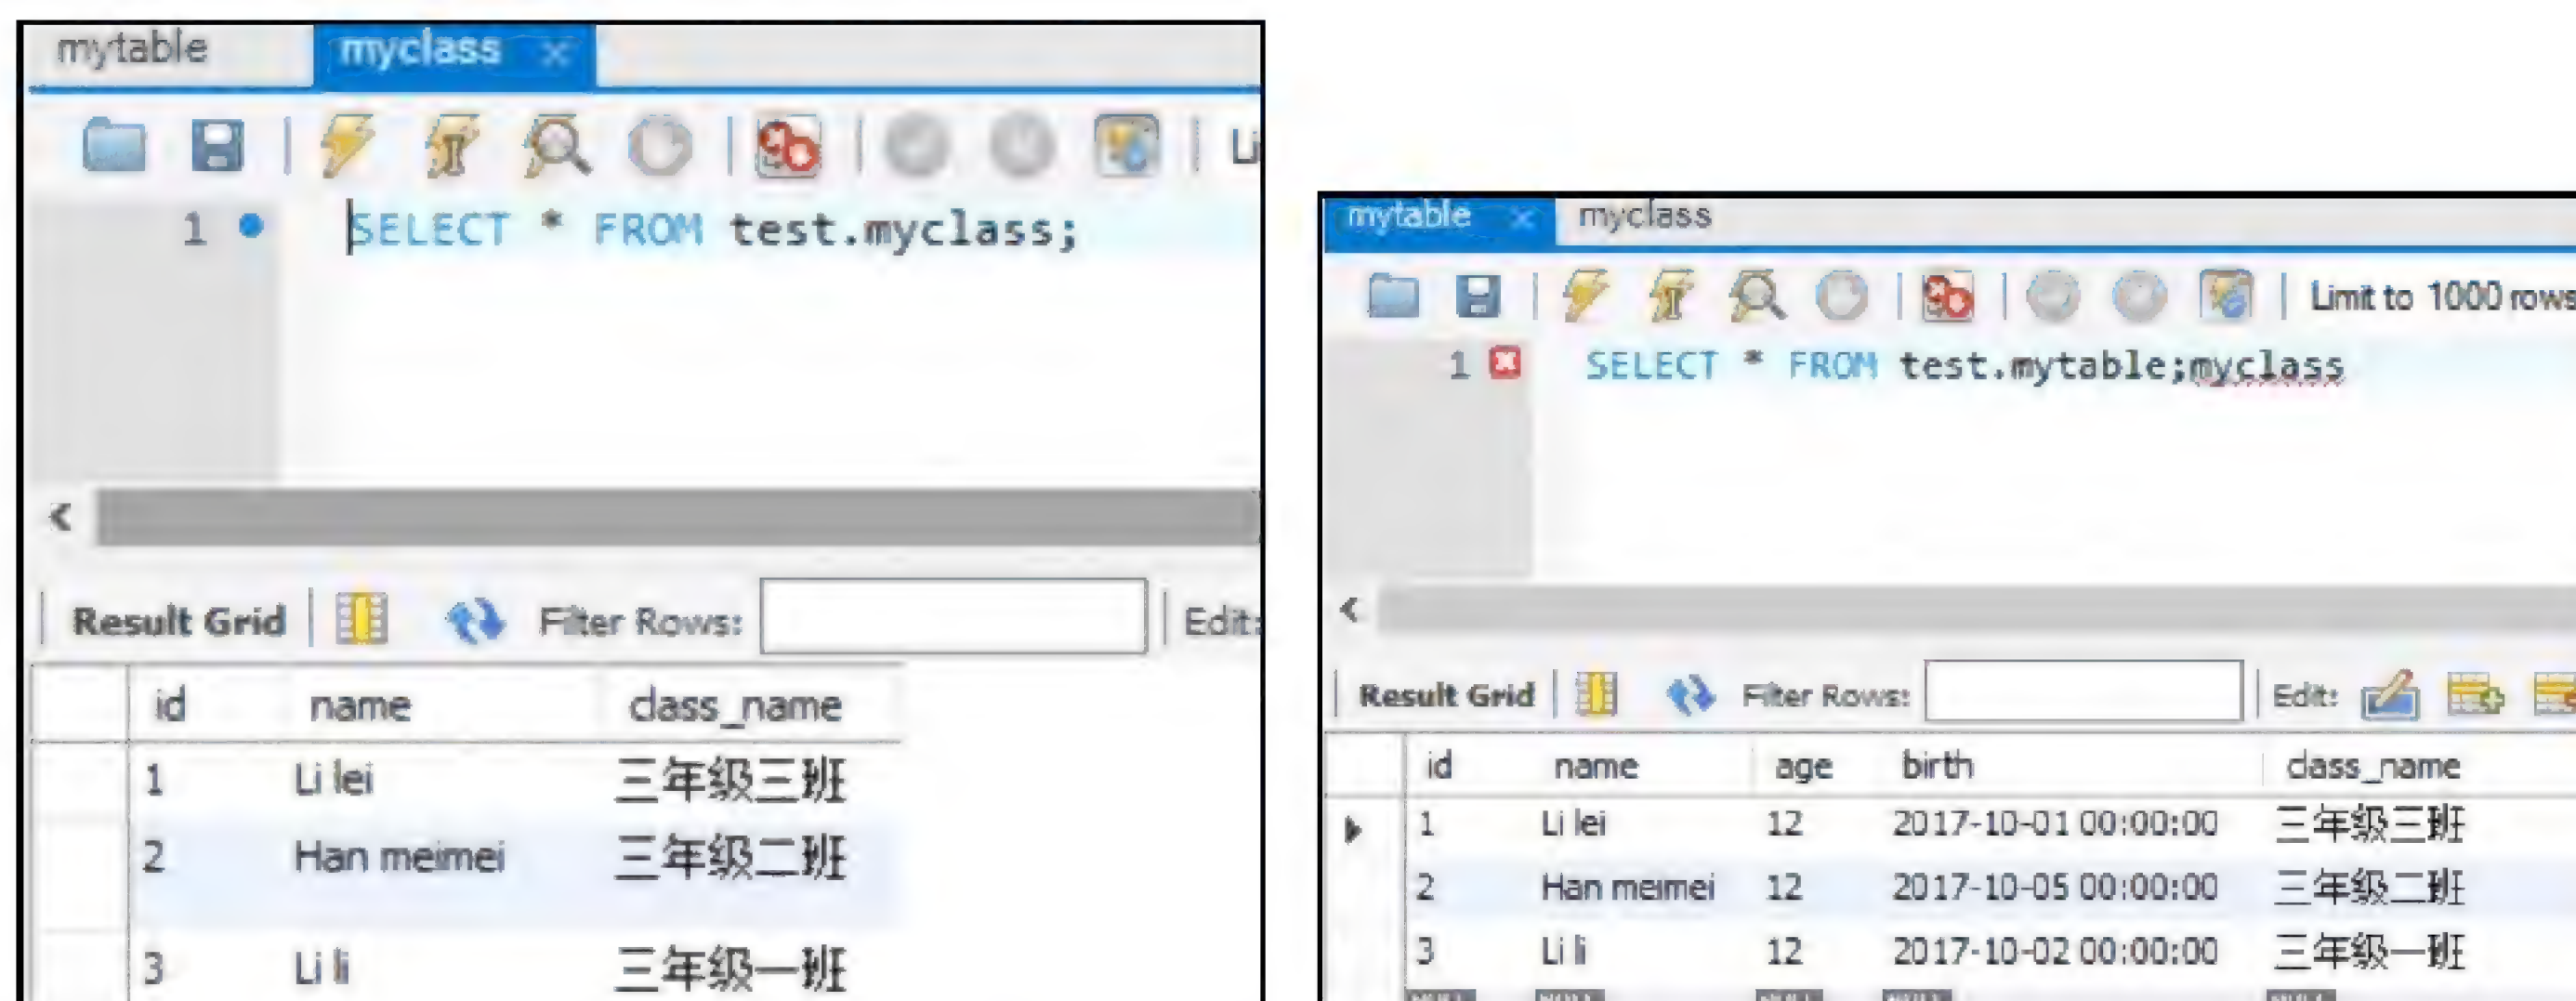 mytable myclass
Li
1 SELECT * FROM test.myclass;
Result Grid Filter Rows: Edit:
id name class_name
1 Li lei 三年级三班
2 Han meimei 三年级二班
3 Li li 三年级一班
mytable myclass
Limit to 1000 rows
1 SELECT * FROM test.mytable;myclass
Result Grid Filter Rows: Edit:
id name age birth class_name
1 Li lei 12 2017-10-01 00:00:00 三年级三班
2 Han meimei 12 2017-10-05 00:00:00 三年级二班
3 Li li 12 2017-10-02 00:00:00 三年级一班